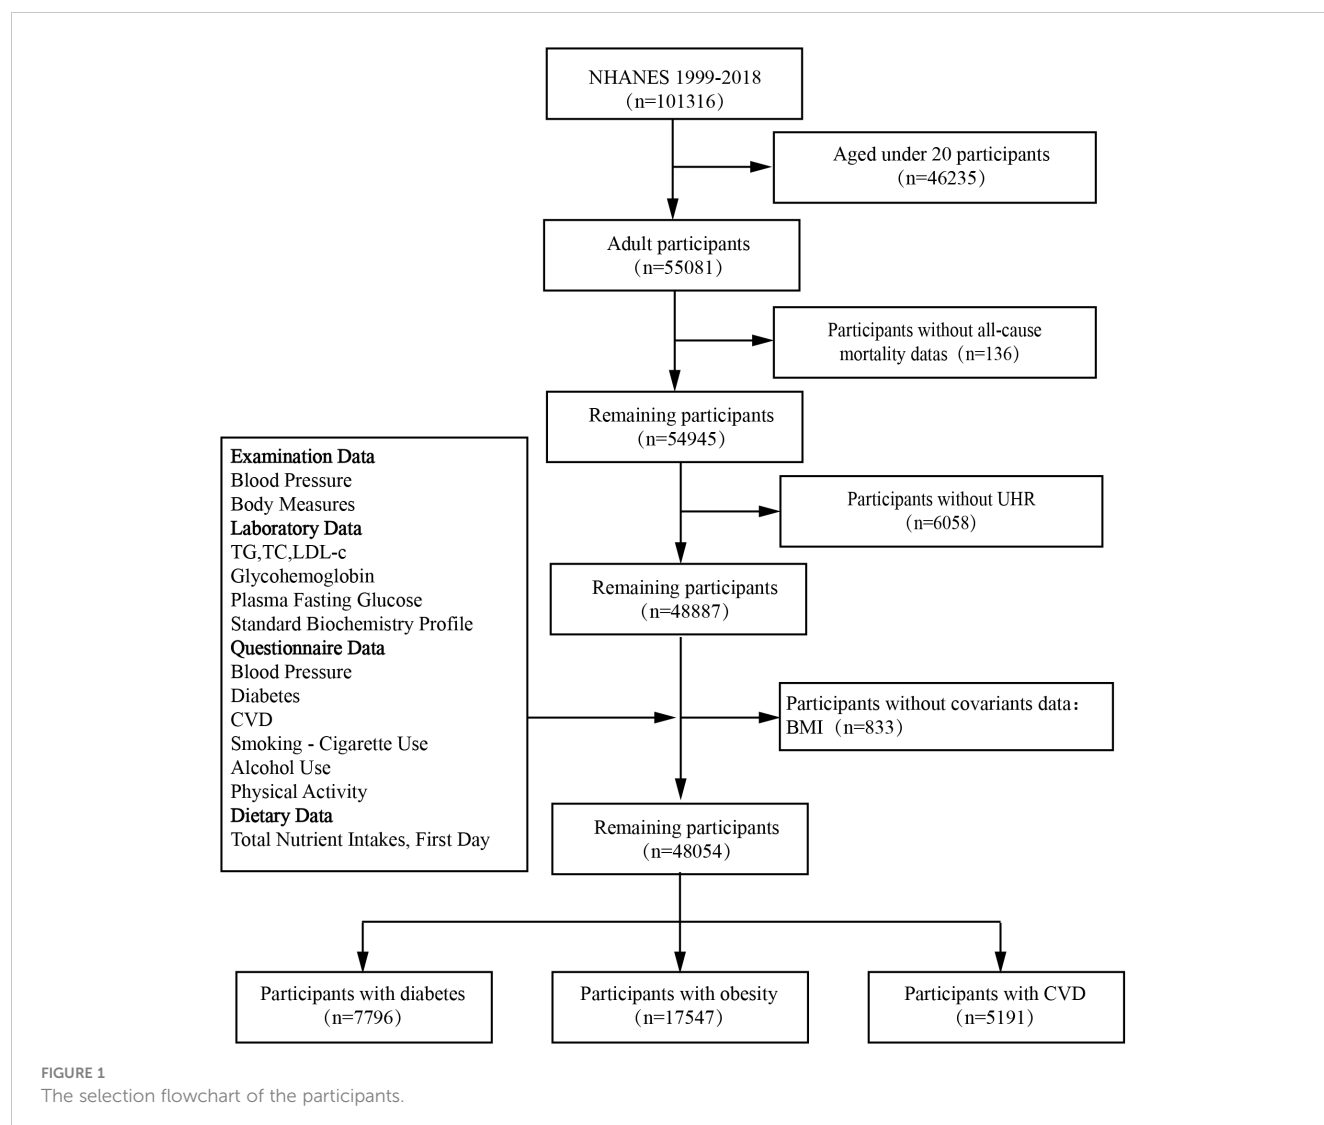 NHANES 1999-2018
(n=101316)
Aged under 20 participants
(n=46235)
Adult participants
(n=55081)
Participants without all-cause
mortality datas (n=136)
Remaining participants
(n=54945)
Examination Data
Blood Pressure
Body Measures
Laboratory Data
TG,TC,LDL-c
Glycohemoglobin
Plasma Fasting Glucose
Standard Biochemistry Profile
Questionnaire Data
Blood Pressure
Diabetes
CVD
Smoking - Cigarette Use
Alcohol Use
Physical Activity
Dietary Data
Total Nutrient Intakes, First Day
Participants without UHR
(n=6058)
Remaining participants
(n=48887)
Participants without covariants data:
BMI (n=833)
Remaining participants
(n=48054)
Participants with diabetes
(n=7796)
Participants with obesity
(n=17547)
Participants with CVD
(n=5191)
FIGURE 1
The selection flowchart of the participants.